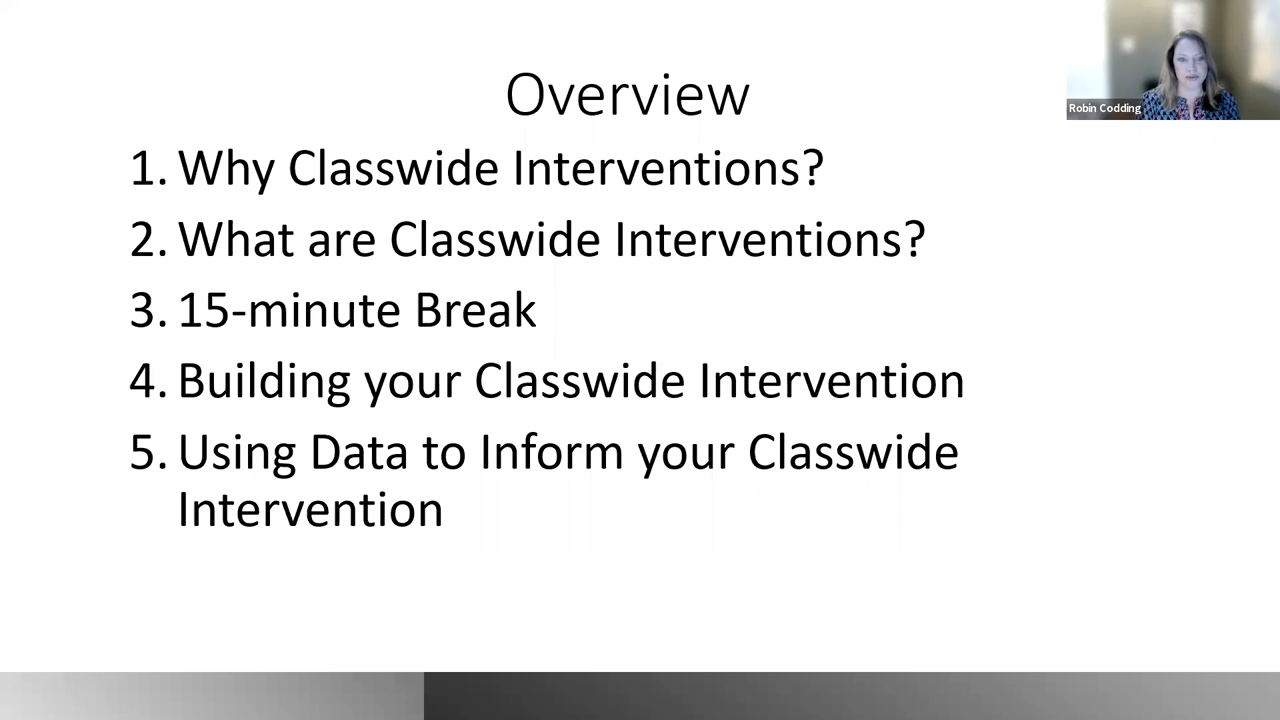 Overview
Robin Codding
1. Why Classwide Interventions?
2. What are Classwide Interventions?
3. 15-minute Break
4. Building your Classwide Intervention
5. Using Data to Inform your Classwide
Intervention